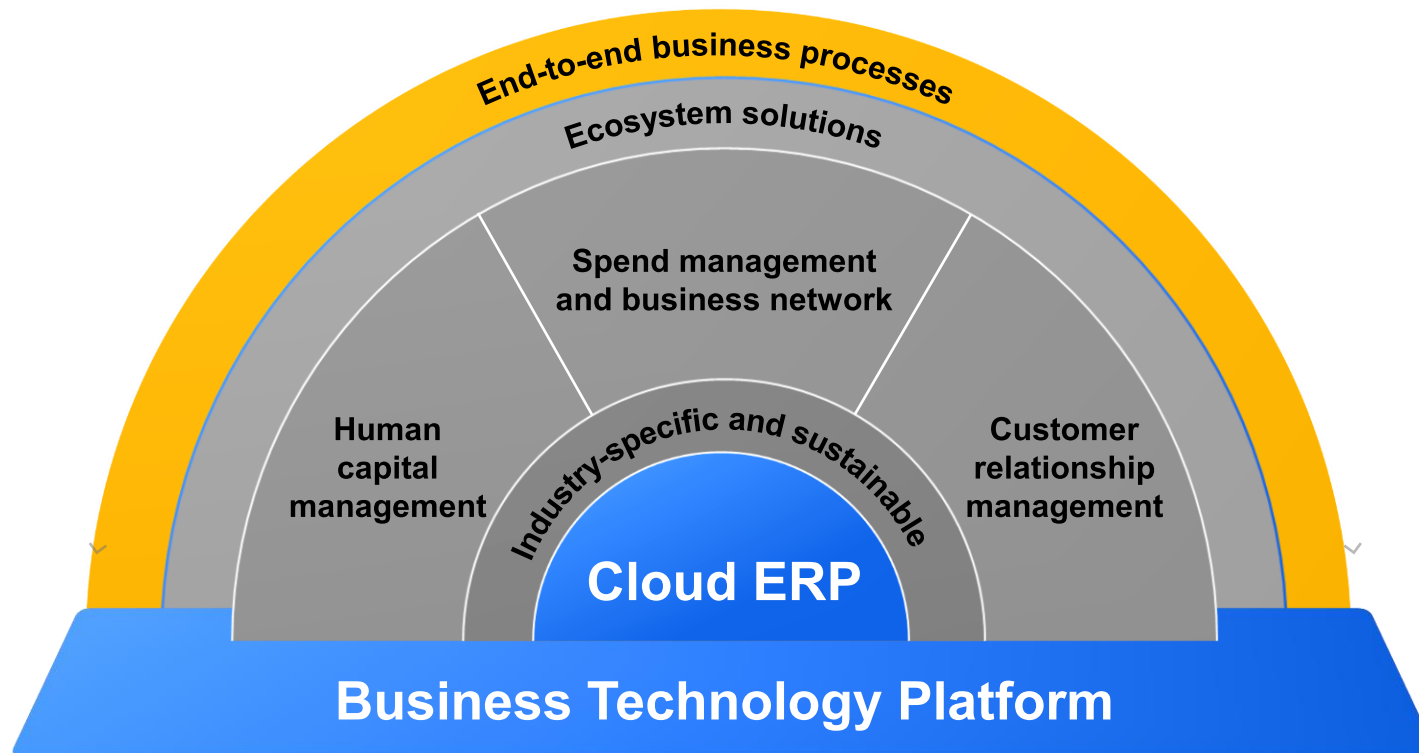 End-to-end business processes
Ecosystem solutions
Spend management
and business network
Human
capital
management
Customer
relationship
management
Industry-specific and sustainable
Cloud ERP
Business Technology Platform